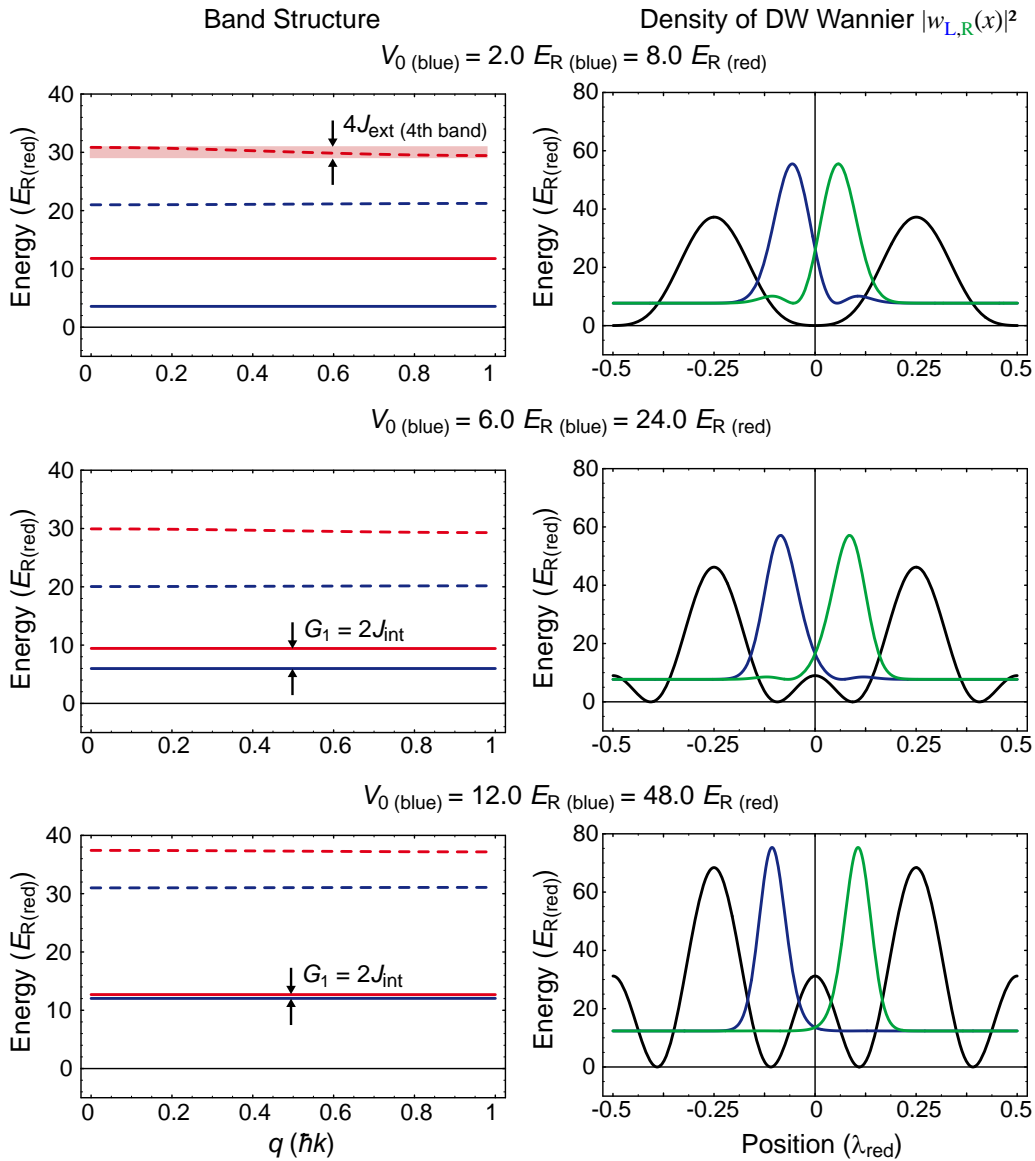 Band Structure
Density of DW Wannier |wL,R(x)|²
V0 (blue) = 2.0 ER (blue) = 8.0 ER (red)
Energy (ER(red))
40
30
20
10
0
4Jext (4th band)
0 0.2 0.4 0.6 0.8 1
Energy (ER(red))
80
60
40
20
0
-0.5 -0.25 0 0.25 0.5
V0 (blue) = 6.0 ER (blue) = 24.0 ER (red)
Energy (ER(red))
40
30
20
10
0
G1 = 2Jint
0 0.2 0.4 0.6 0.8 1
Energy (ER(red))
80
60
40
20
0
-0.5 -0.25 0 0.25 0.5
V0 (blue) = 12.0 ER (blue) = 48.0 ER (red)
Energy (ER(red))
40
30
20
10
0
G1 = 2Jint
0 0.2 0.4 0.6 0.8 1
q (ħk)
Energy (ER(red))
80
60
40
20
0
-0.5 -0.25 0 0.25 0.5
Position (λred)